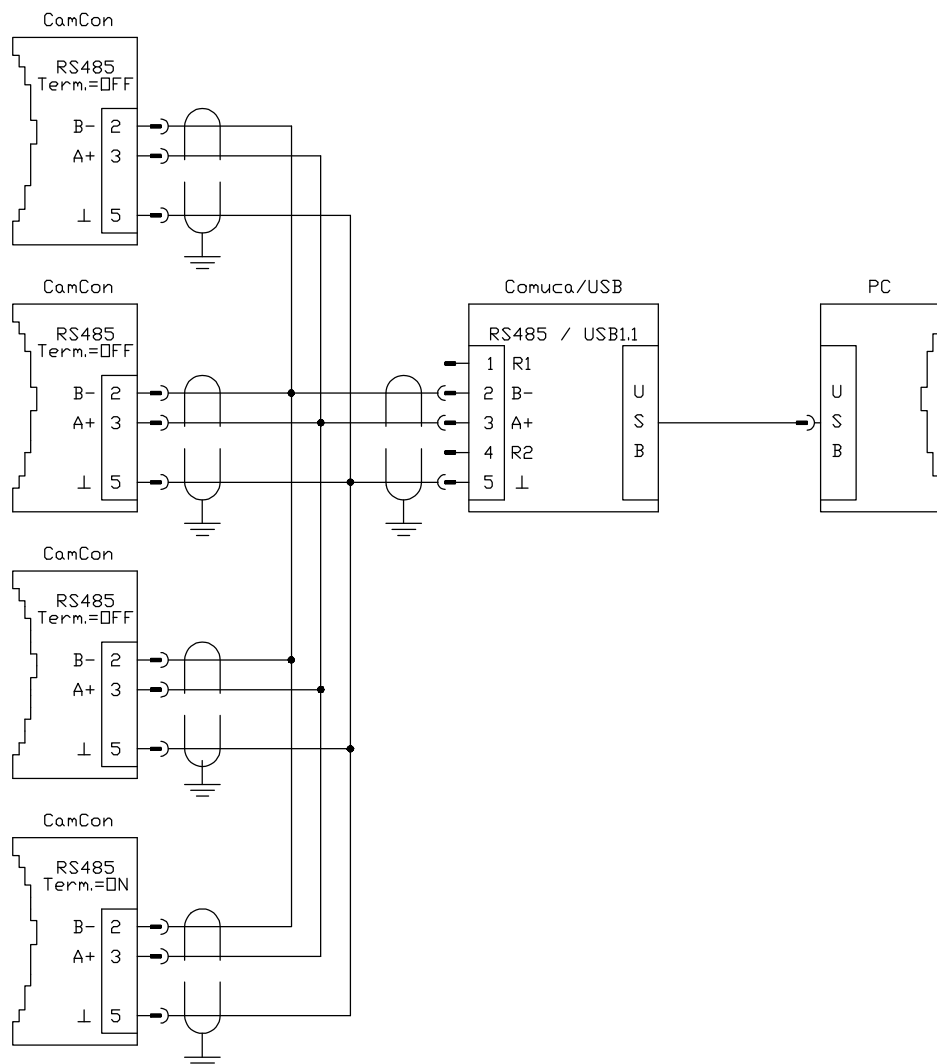 CamCon
RS485
Term.=OFF
B- 2
A+ 3
⊥ 5
CamCon
RS485
Term.=OFF
B- 2
A+ 3
⊥ 5
Comuca/USB
RS485 / USB1.1
1 R1
2 B-
3 A+
4 R2
5 ⊥
U
S
B
PC
U
S
B
CamCon
RS485
Term.=OFF
B- 2
A+ 3
⊥ 5
CamCon
RS485
Term.=ON
B- 2
A+ 3
⊥ 5